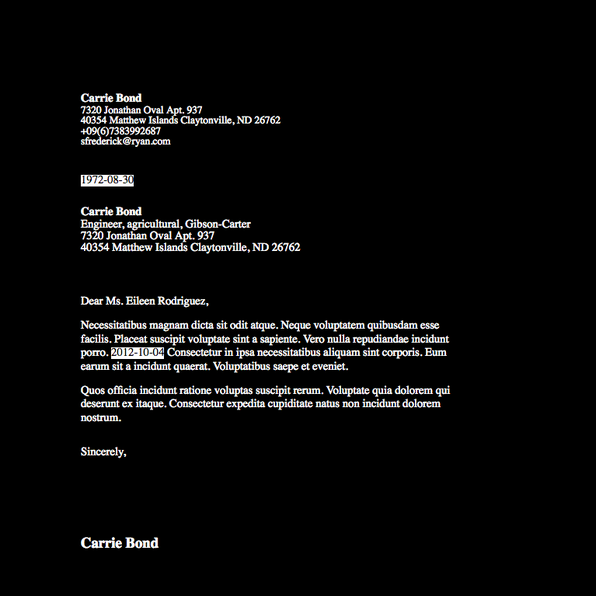 Carrie Bond
7320 Jonathan Oval Apt. 937
40354 Matthew Islands Claytonville, ND 26762
+09(6)7383992687
sfrederick@ryan.com
1972-08-30
Carrie Bond
Engineer, agricultural, Gibson-Carter
7320 Jonathan Oval Apt. 937
40354 Matthew Islands Claytonville, ND 26762
Dear Ms. Eileen Rodriguez,
Necessitatibus magnam dicta sit odit atque. Neque voluptatem quibusdam esse
facilis. Placeat suscipit voluptate sint a sapiente. Vero nulla repudiandae incidunt
porro. 2012-10-04 Consectetur in ipsa necessitatibus aliquam sint corporis. Eum
earum sit a incidunt quaerat. Voluptatibus saepe et eveniet.
Quos officia incidunt ratione voluptas suscipit rerum. Voluptate quia dolorem qui
deserunt ex itaque. Consectetur expedita cupiditate natus non incidunt dolorem
nostrum.
Sincerely,
Carrie Bond